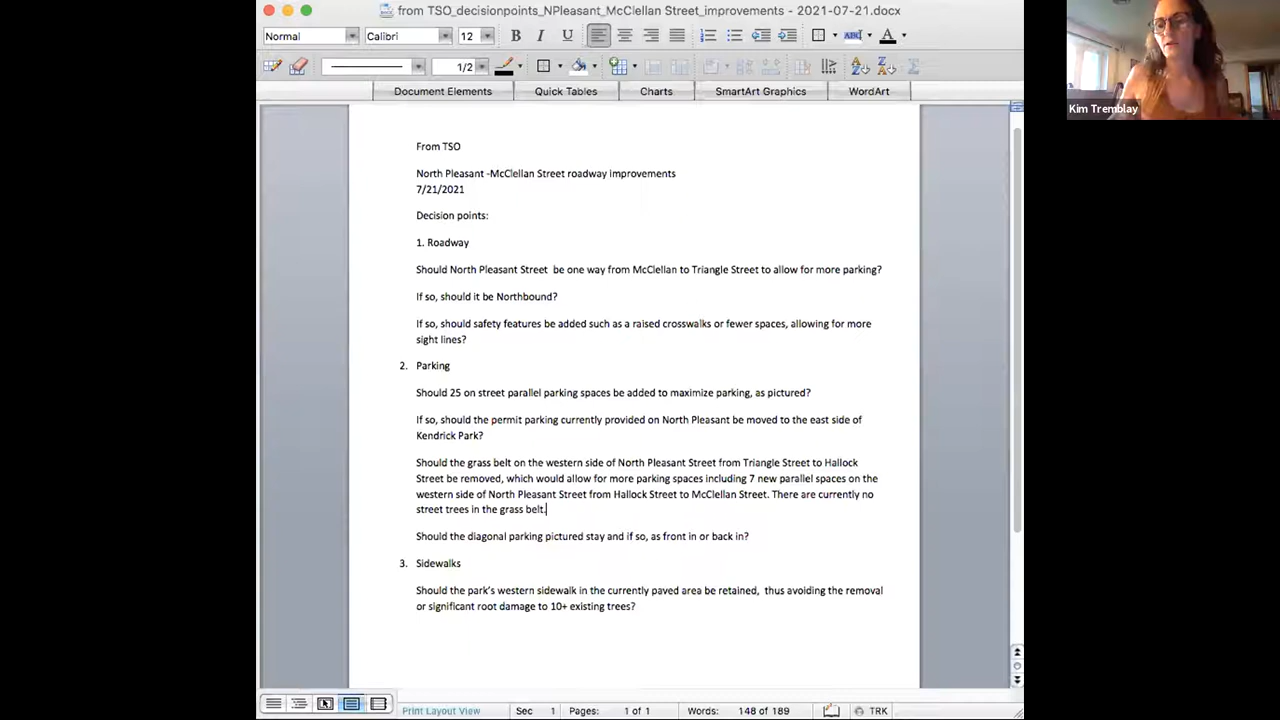 from TSO_decisionpoints_NPleasant_McClellan Street_improvements - 2021-07-21.docx
Normal Calibri 12 B I U ABC A
1/2 A Z Z A
Document Elements Quick Tables Charts SmartArt Graphics WordArt
Kim Tremblay
From TSO
North Pleasant -McClellan Street roadway improvements
7/21/2021
Decision points:
1. Roadway
Should North Pleasant Street be one way from McClellan to Triangle Street to allow for more parking?
If so, should it be Northbound?
If so, should safety features be added such as a raised crosswalks or fewer spaces, allowing for more
sight lines?
2. Parking
Should 25 on street parallel parking spaces be added to maximize parking, as pictured?
If so, should the permit parking currently provided on North Pleasant be moved to the east side of
Kendrick Park?
Should the grass belt on the western side of North Pleasant Street from Triangle Street to Hallock
Street be removed, which would allow for more parking spaces including 7 new parallel spaces on the
western side of North Pleasant Street from Hallock Street to McClellan Street. There are currently no
street trees in the grass belt.
Should the diagonal parking pictured stay and if so, as front in or back in?
3 Sidewalks
Should the park's western sidewalk in the currently paved area be retained, thus avoiding the removal
or significant root damage to 10+ existing trees?
Print Layout View Sec 1 Pages: 1 of 1 Words: 148 of 189 TRK